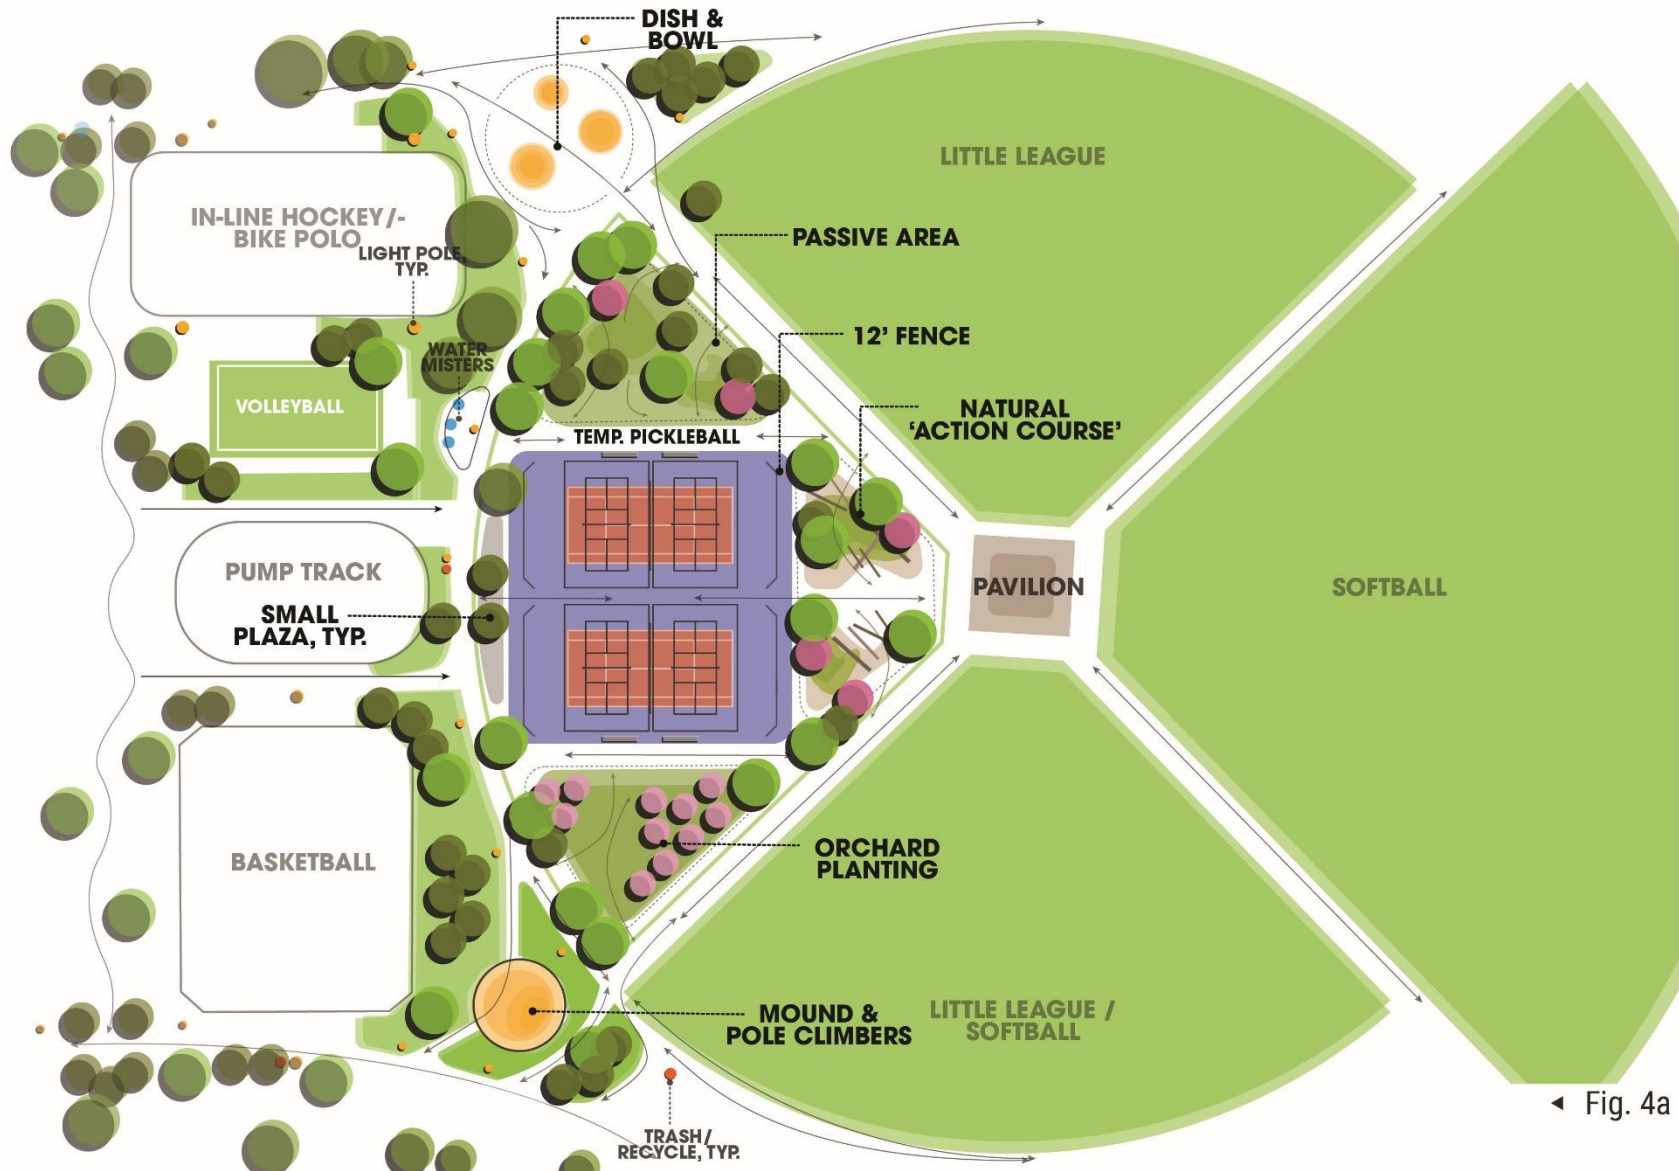 DISH &
BOWL
LITTLE LEAGUE
IN-LINE HOCKEY/-
BIKE POLO
LIGHT POLE,
TYP.
PASSIVE AREA
12' FENCE
WATER
MISTERS
VOLLEYBALL
NATURAL
'ACTION COURSE'
TEMP. PICKLEBALL
PUMP TRACK
SMALL
PLAZA, TYP.
PAVILION
SOFTBALL
BASKETBALL
ORCHARD
PLANTING
MOUND &
POLE CLIMBERS
LITTLE LEAGUE /
SOFTBALL
TRASH/
RECYCLE, TYP.
◄ Fig. 4a